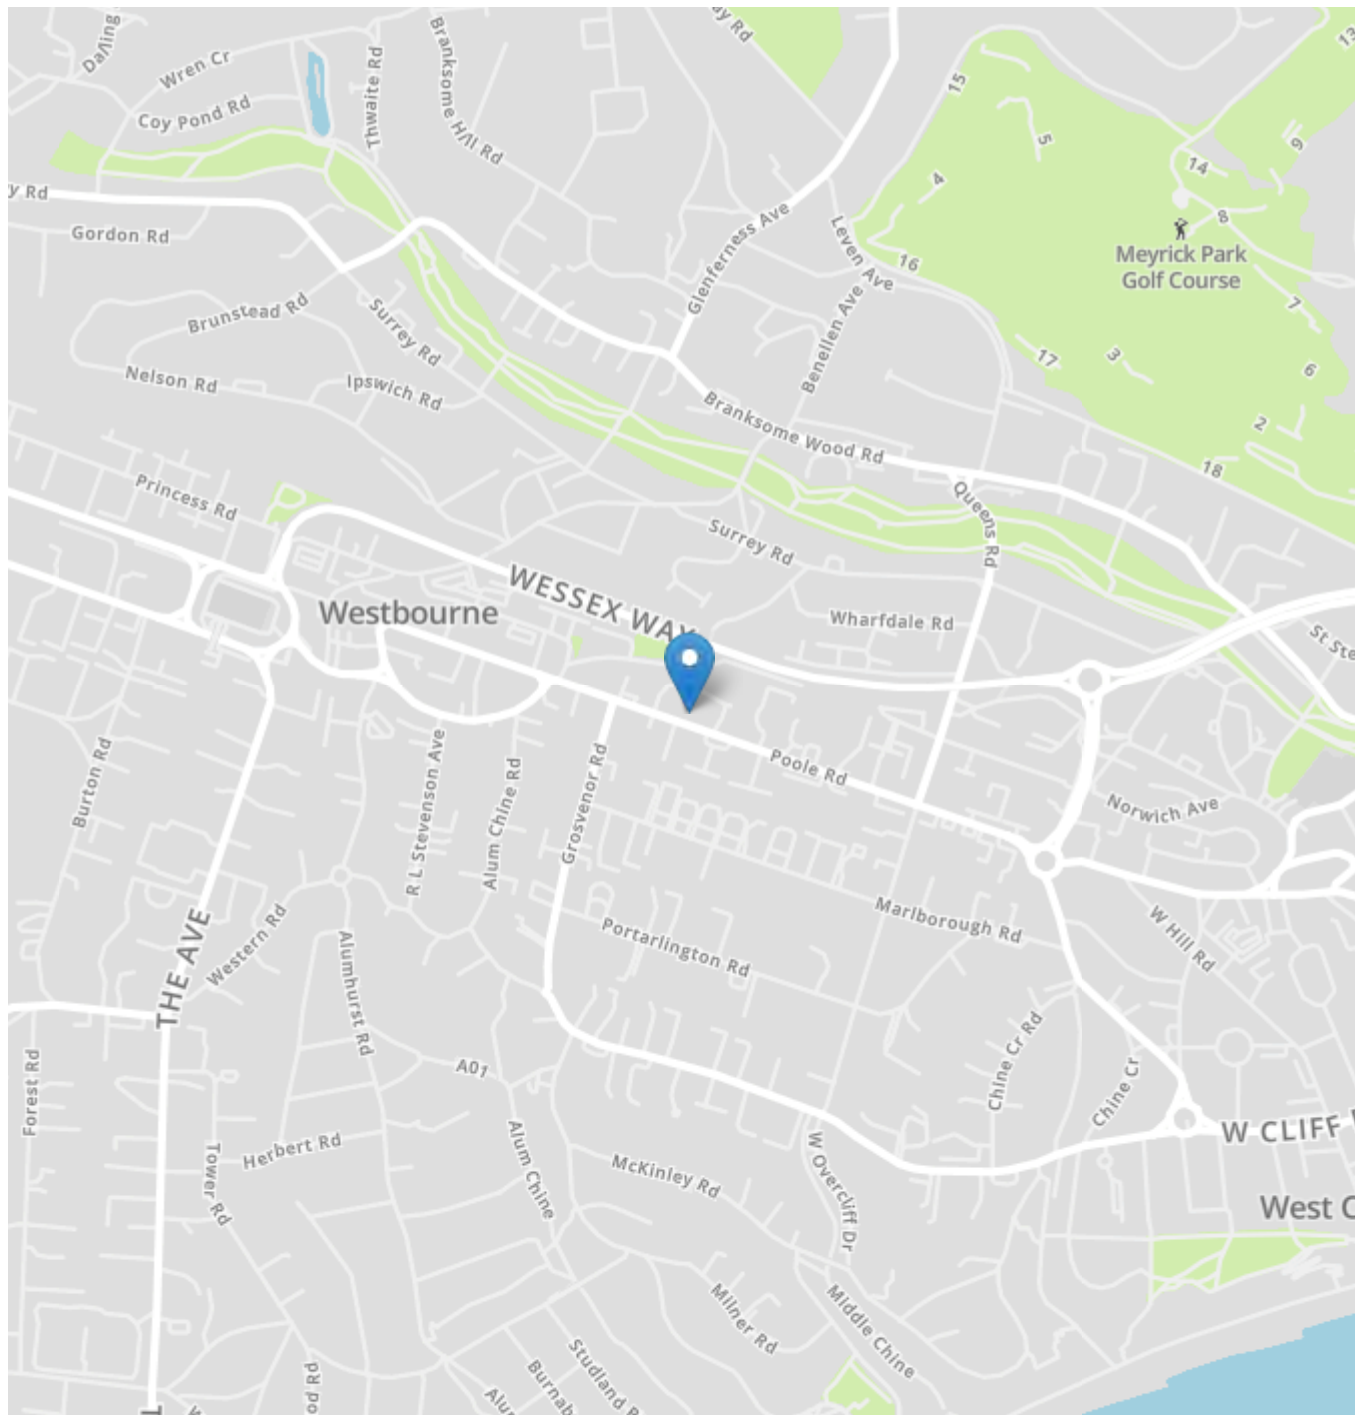 Wren Cr
Coy Pond Rd
Thwaite Rd
Gordon Rd
Brunstead Rd
Surrey Rd
Nelson Rd
Ipswich Rd
Glenferness Ave
Leven Ave
Benellen Ave
15
5
4
16
14
9
8
13
Meyrick Park
Golf Course
7
17
3
6
2
18
Branksome Wood Rd
Princess Rd
Queens Rd
Surrey Rd
WESSEX WAY
Westbourne
Wharfdale Rd
Burton Rd
R L Stevenson Ave
Alum Chine Rd
Grosvenor Rd
Poole Rd
Norwich Ave
THE AVE
Western Rd
Alumhurst Rd
Portarlington Rd
Marlborough Rd
W Hill Rd
Forest Rd
A01
Chine Cr Rd
Chine Cr
W CLIFF
Herbert Rd
Tower Rd
Alum Chine
McKinley Rd
W Overcliff Dr
West C
Milner Rd
Middle Chine
Studland R
Burnab